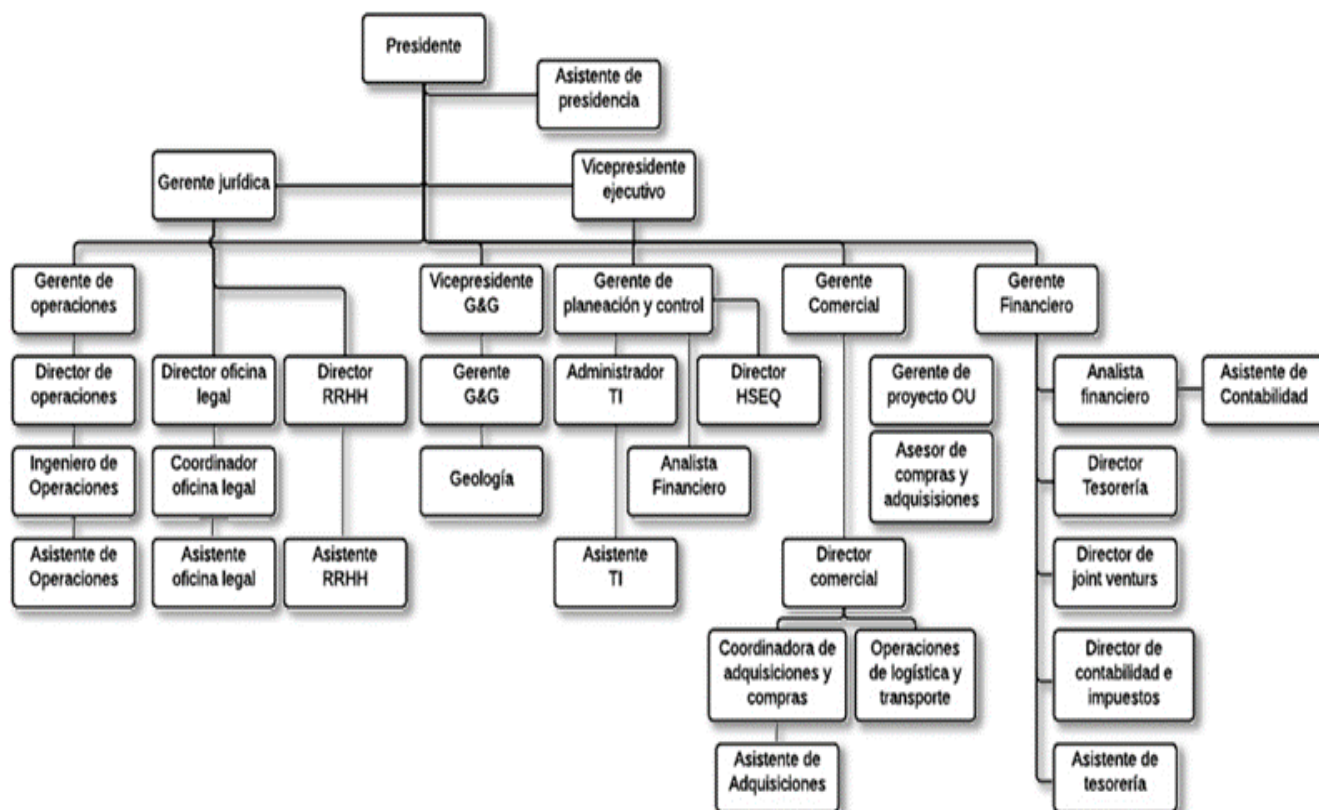 Presidente
Asistente de
presidencia
Gerente jurídica
Vicepresidente
ejecutivo
Gerente de
operaciones
Vicepresidente
G&G
Gerente de
planeación y control
Gerente
Comercial
Gerente
Financiero
Director de
operaciones
Director oficina
legal
Director
RRHH
Gerente
G&G
Administrador
TI
Director
HSEQ
Gerente de
proyecto OU
Analista
financiero
Asistente de
Contabilidad
Ingeniero de
Operaciones
Coordinador
oficina legal
Geología
Analista
Financiero
Asesor de
compras y
adquisiones
Director
Tesorería
Asistente de
Operaciones
Asistente
oficina legal
Asistente
RRHH
Asistente
TI
Director
comercial
Director de
joint venturs
Coordinadora de
adquisiciones y
compras
Operaciones
de logística y
transporte
Director de
contabilidad e
impuestos
Asistente de
Adquisiciones
Asistente de
tesorería